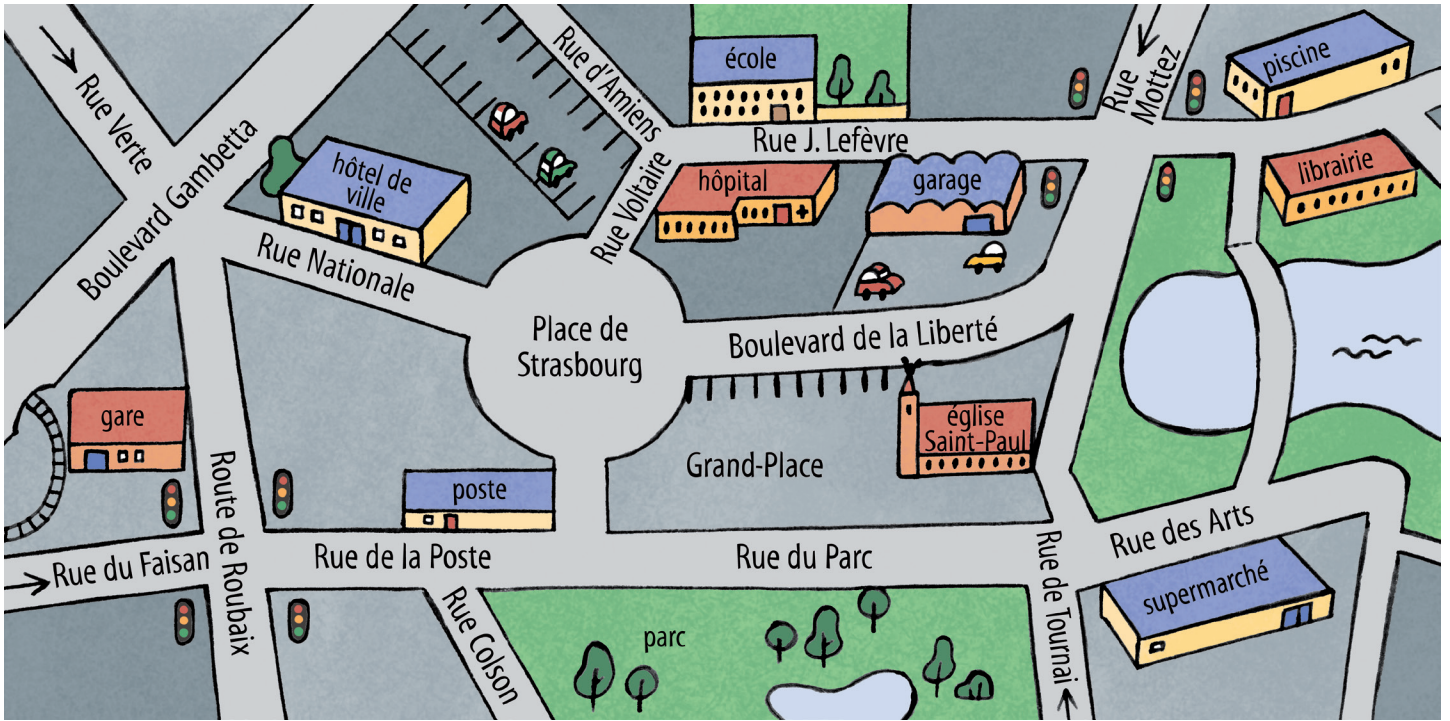 Rue d'Amiens
école
Rue
Mottez
piscine
Rue Verte
Boulevard Gambetta
hôtel de
ville
Rue Voltaire
Rue J. Lefèvre
hôpital
garage
librairie
Rue Nationale
Place de
Strasbourg
Boulevard de la Liberté
gare
église
Saint-Paul
Grand-Place
poste
Route de Roubaix
Rue du Faisan
Rue de la Poste
Rue du Parc
Rue des Arts
Rue de Tournai
supermarché
Rue Colson
parc